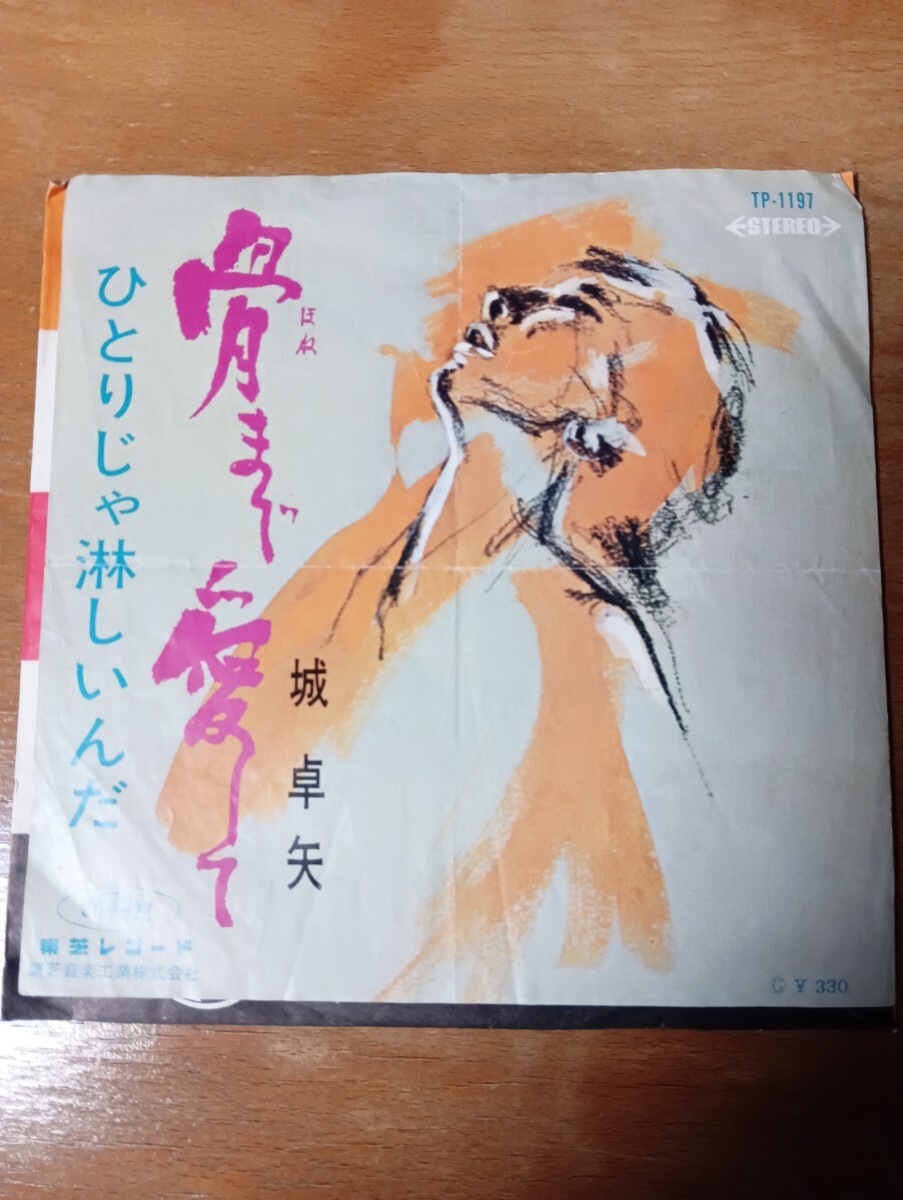 TP-1197
STEREO
骨まで愛して
ほね
ひとりじゃ淋しいんだ
城卓矢
東芝レコード
東芝音楽工業株式会社
Ⓒ ¥ 330